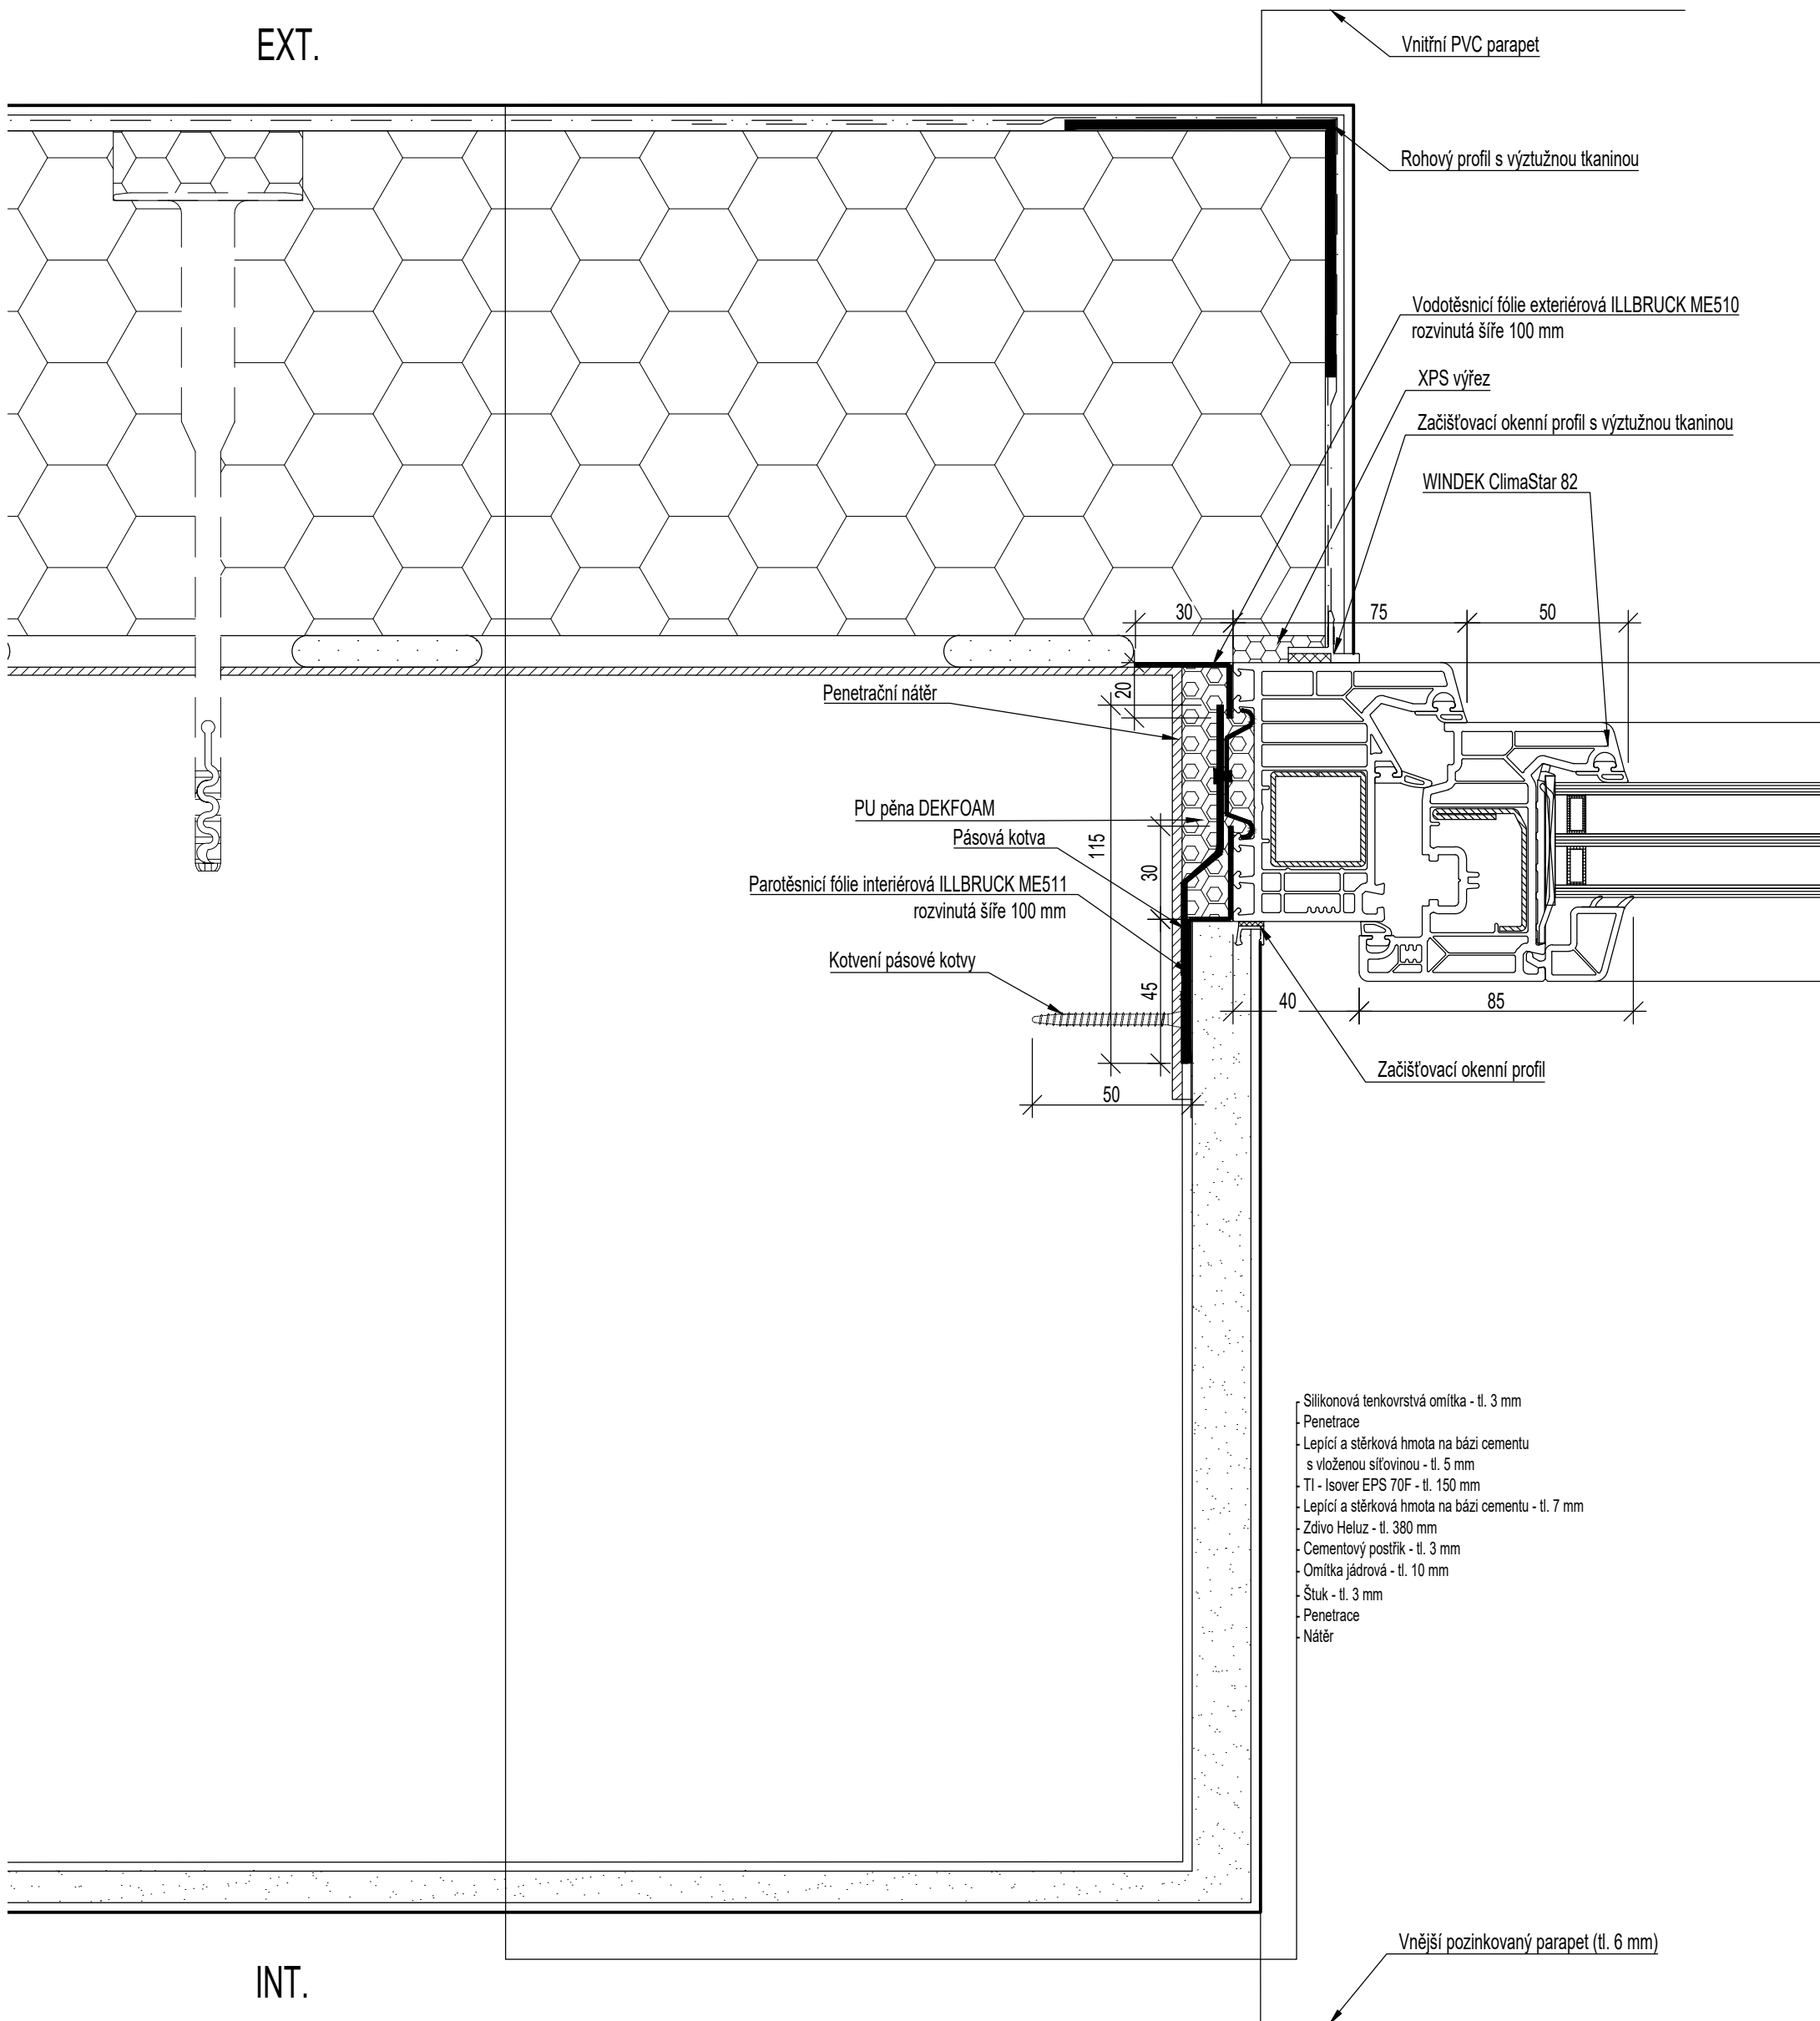 EXT.
Vnitřní PVC parapet
Rohový profil s výztužnou tkaninou
Vodotěsnicí fólie exteriérová ILLBRUCK ME510
rozvinutá šíře 100 mm
XPS výřez
Začišťovací okenní profil s výztužnou tkaninou
WINDEK ClimaStar 82
30
75
50
20
Penetrační nátěr
PU pěna DEKFOAM
Pásová kotva
115
30
Parotěsnicí fólie interiérová ILLBRUCK ME511
rozvinutá šíře 100 mm
Kotvení pásové kotvy
45
40
85
Začišťovací okenní profil
50
Silikonová tenkovrstvá omítka - tl. 3 mm
Penetrace
Lepící a stěrková hmota na bázi cementu
s vloženou síťovinou - tl. 5 mm
TI - Isover EPS 70F - tl. 150 mm
Lepící a stěrková hmota na bázi cementu - tl. 7 mm
Zdivo Heluz - tl. 380 mm
Cementový postřik - tl. 3 mm
Omítka jádrová - tl. 10 mm
Štuk - tl. 3 mm
Penetrace
Nátěr
Vnější pozinkovaný parapet (tl. 6 mm)
INT.